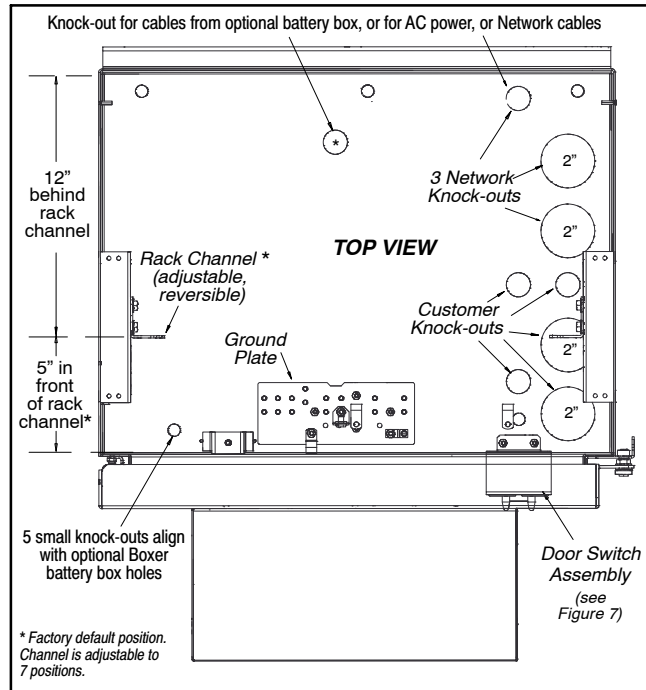 Knock-out for cables from optional battery box, or for AC power, or Network cables
*
2”
3 Network
Knock-outs
2”
12”
behind
rack
channel
TOP VIEW
Rack Channel *
(adjustable,
reversible)
Customer
Knock-outs
Ground
Plate
2”
5” in
front
of rack
channel*
2”
5 small knock-outs align
with optional Boxer
battery box holes
Door Switch
Assembly
(see
Figure 7)
* Factory default position.
Channel is adjustable to
7 positions.